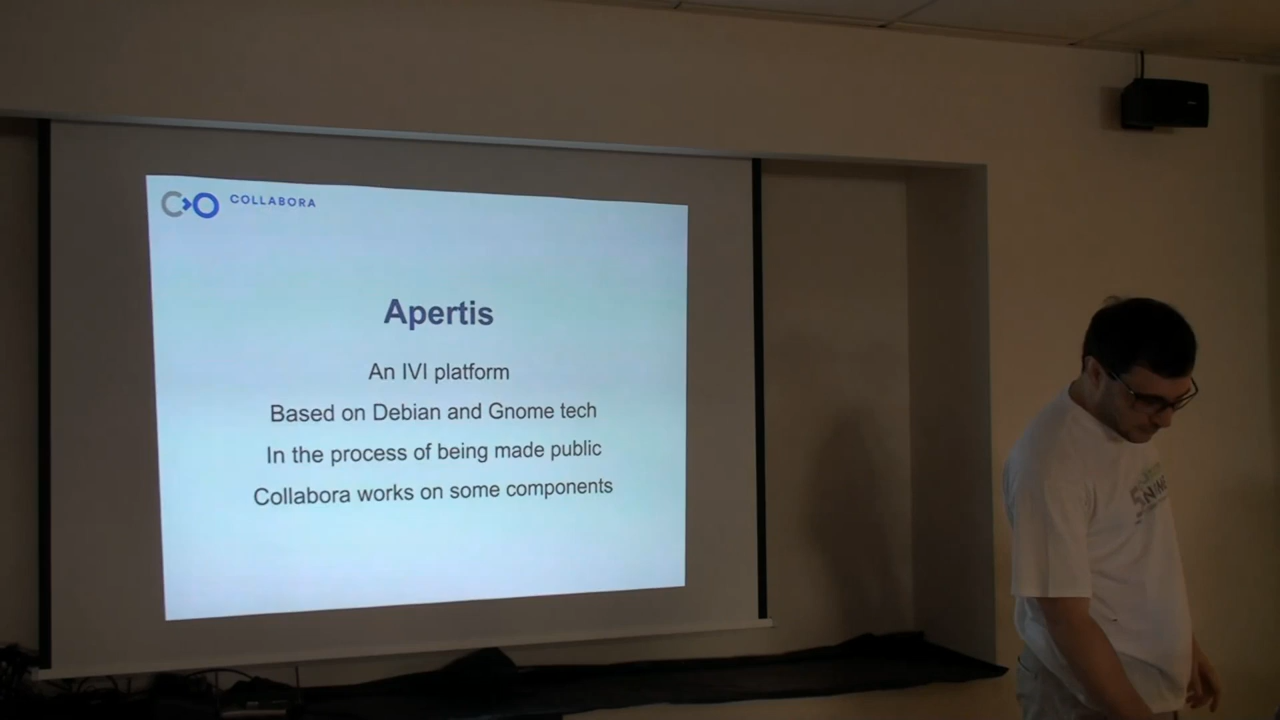 COLLABORA
Apertis
An IVI platform
Based on Debian and Gnome tech
In the process of being made public
Collabora works on some components